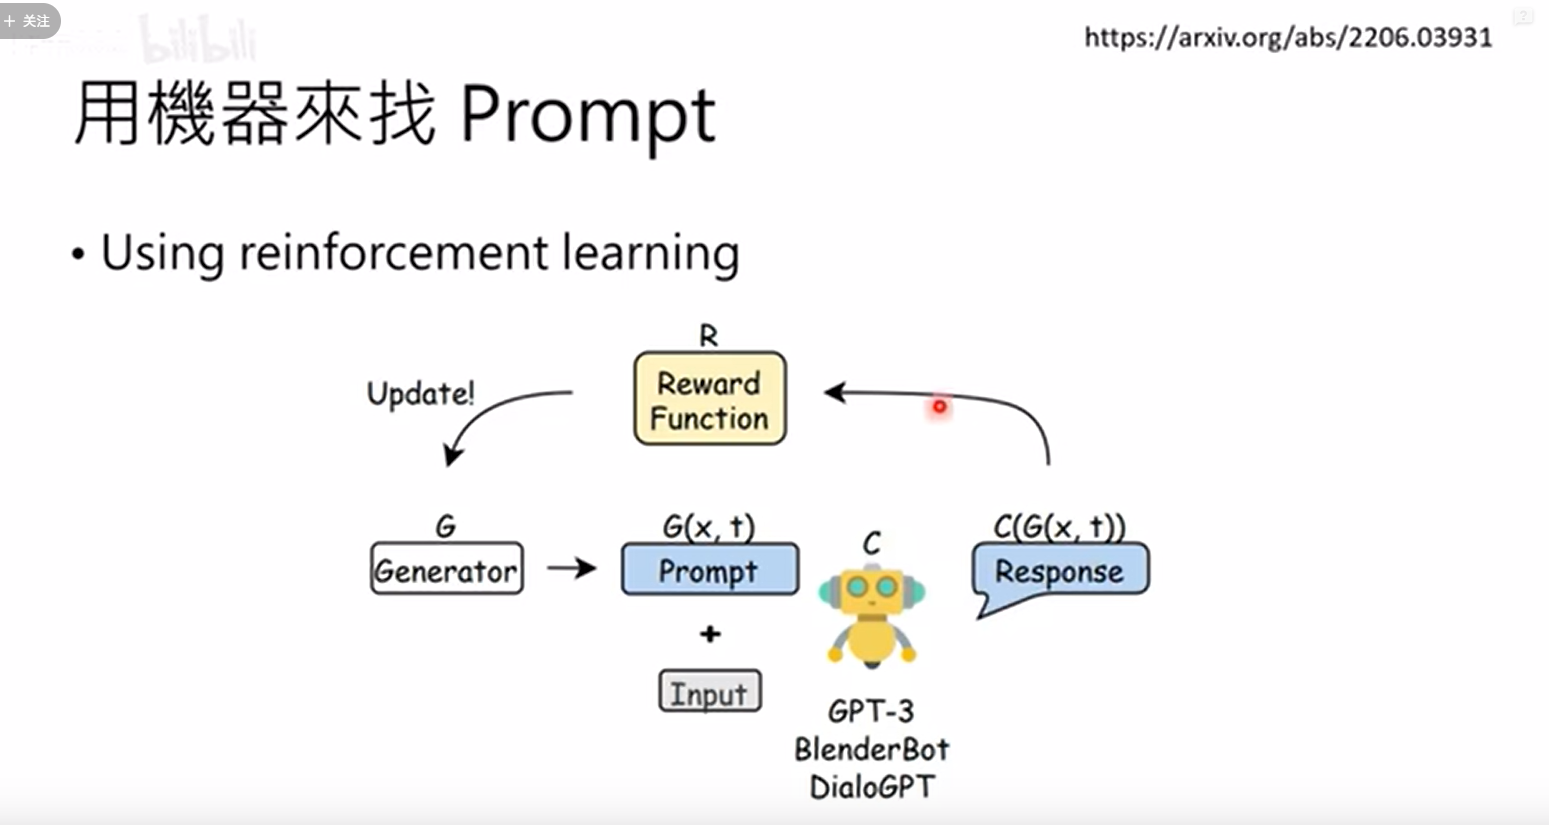 + 关注
bilibili
https://arxiv.org/abs/2206.03931
用機器來找 Prompt
• Using reinforcement learning
R
Reward
Function
Update!
G
Generator
G(x, t)
Prompt
+
Input
C
GPT-3
BlenderBot
DialoGPT
C(G(x, t))
Response